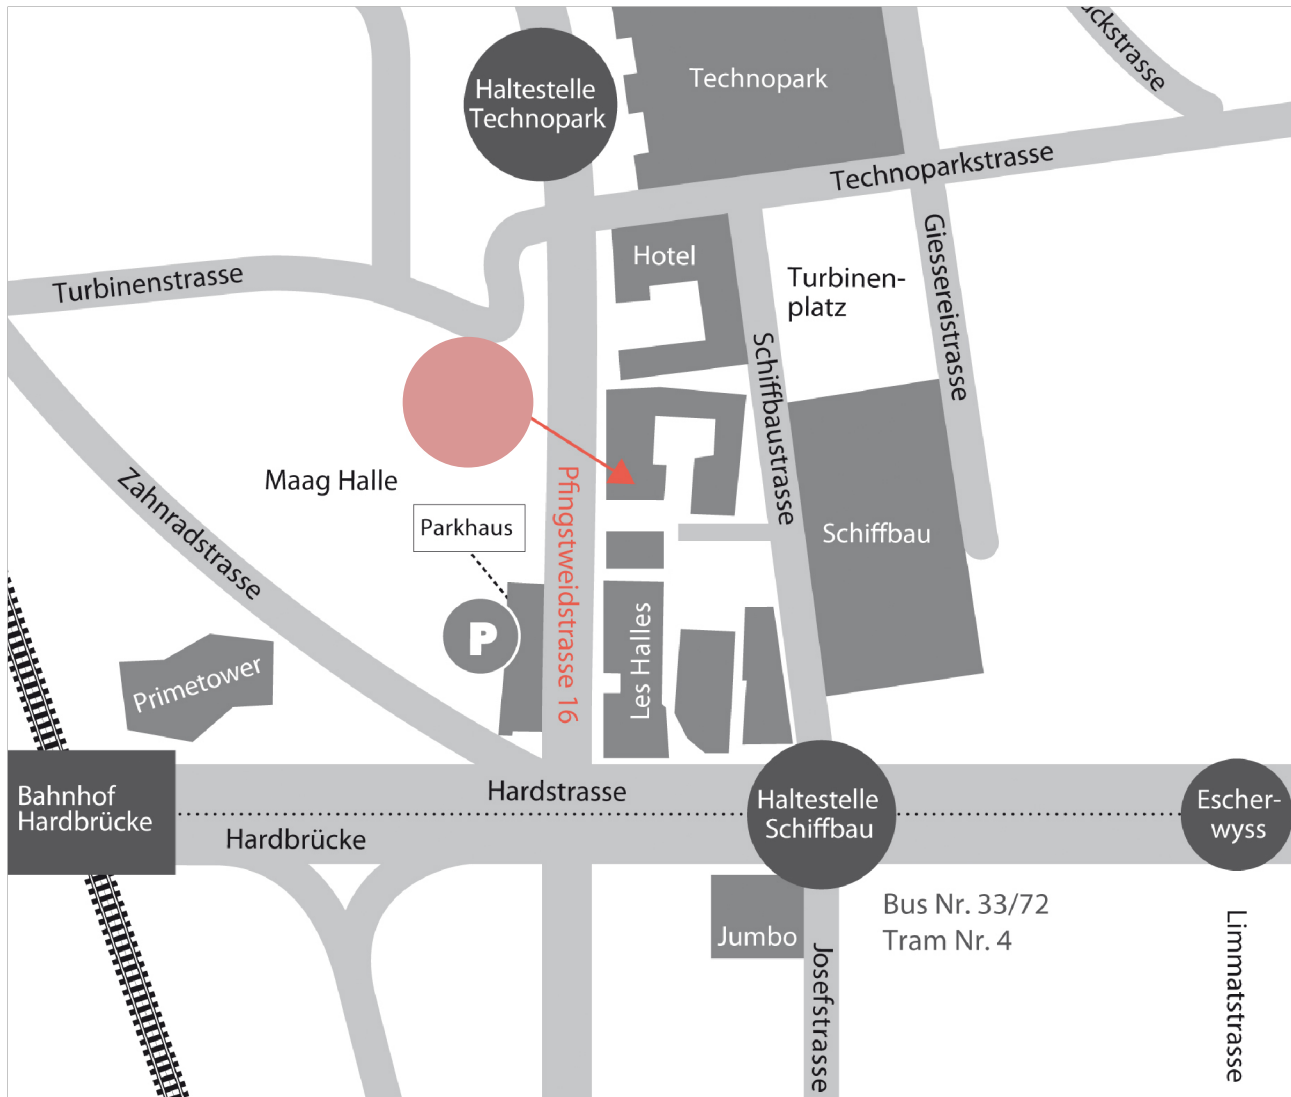 Haltestelle
Technopark
Technopark
ckstrasse
Technoparkstrasse
Hotel
Giessereistrasse
Turbinenstrasse
Turbinen-
platz
Schiffbaustrasse
Maag Halle
Zahnradstrasse
Pfingstweidstrasse 16
Parkhaus
Schiffbau
P
Les Halles
Primetower
Bahnhof
Hardbrücke
Hardstrasse
Hardbrücke
Haltestelle
Schiffbau
Escher-
wyss
Bus Nr. 33/72
Tram Nr. 4
Jumbo
Josefstrasse
Limmatstrasse